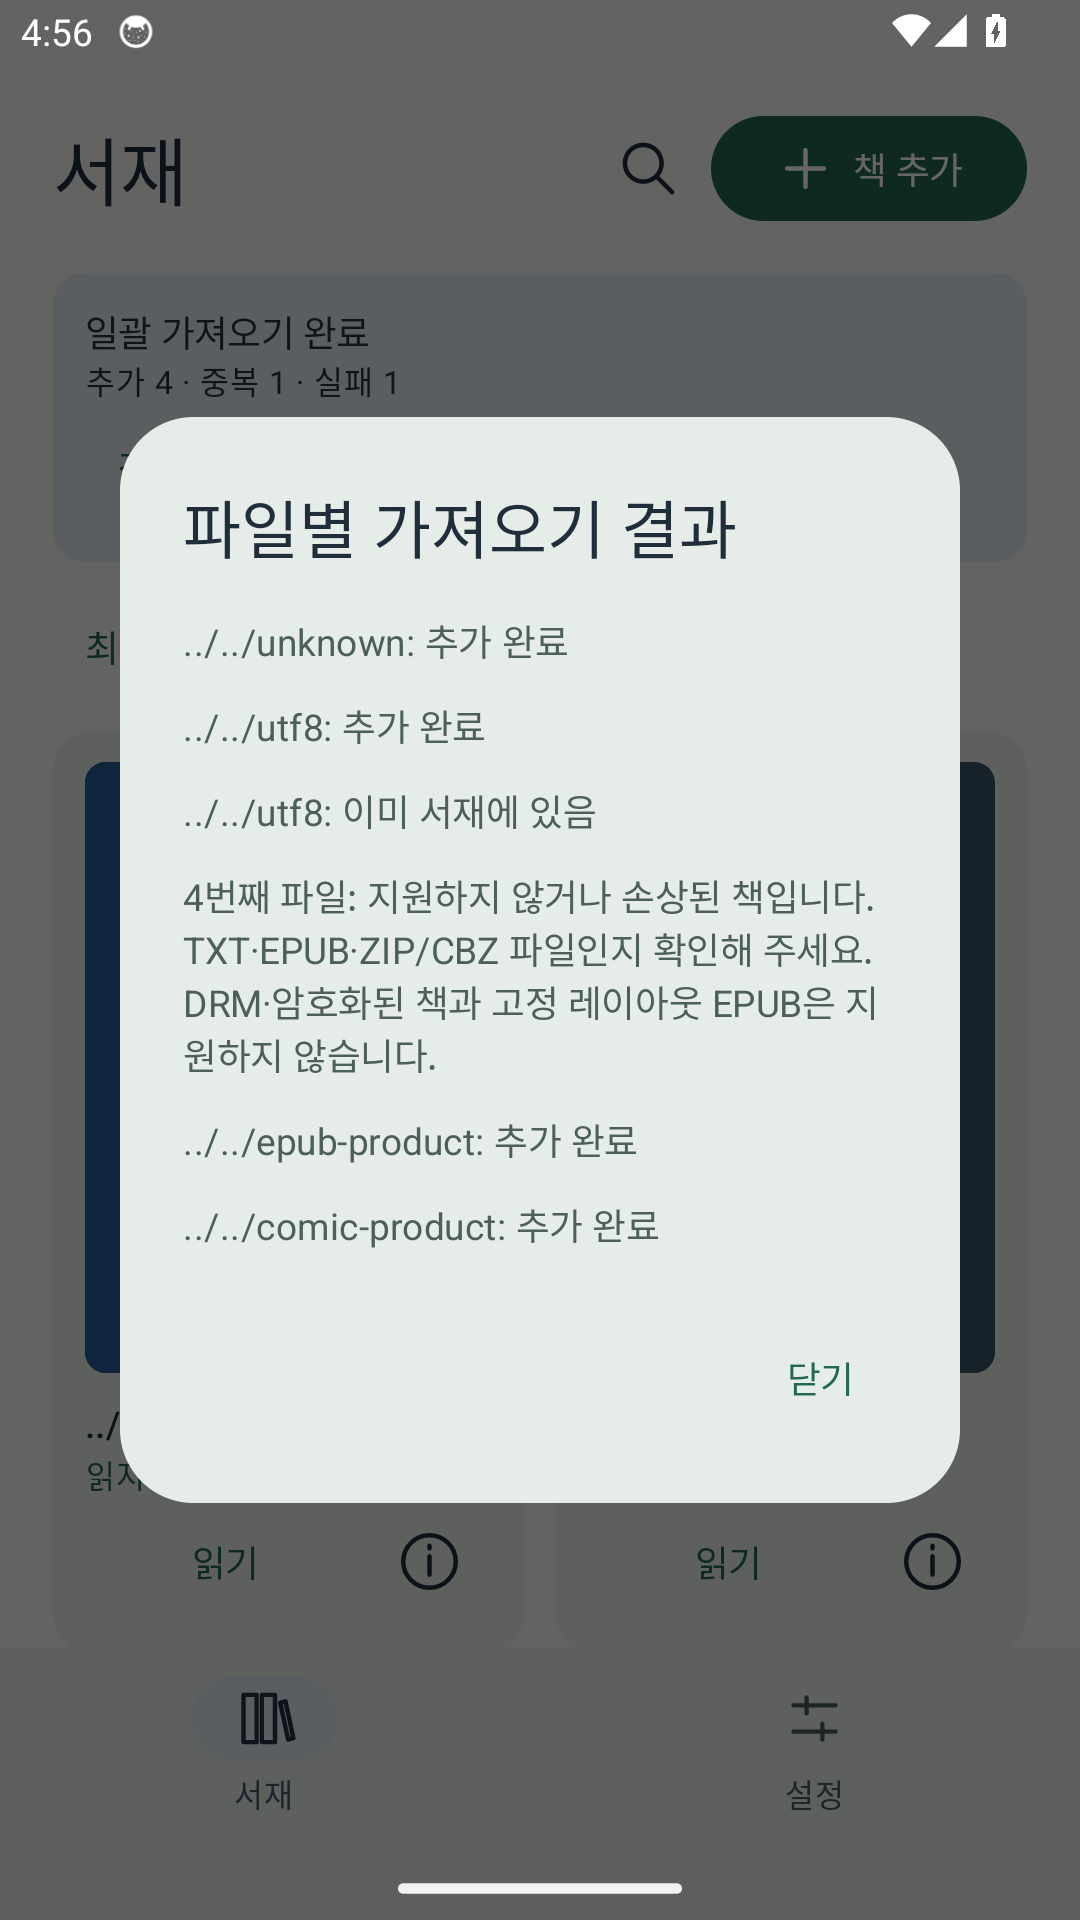 4:56
서재
책 추가
일괄 가져오기 완료
추가 4 · 중복 1 · 실패 1
파일별 가져오기 결과
../../unknown: 추가 완료
../../utf8: 추가 완료
../../utf8: 이미 서재에 있음
4번째 파일: 지원하지 않거나 손상된 책입니다.
TXT·EPUB·ZIP/CBZ 파일인지 확인해 주세요.
DRM·암호화된 책과 고정 레이아웃 EPUB은 지
원하지 않습니다.
../../epub-product: 추가 완료
../../comic-product: 추가 완료
닫기
최
../
읽지
읽기
읽기
서재
설정